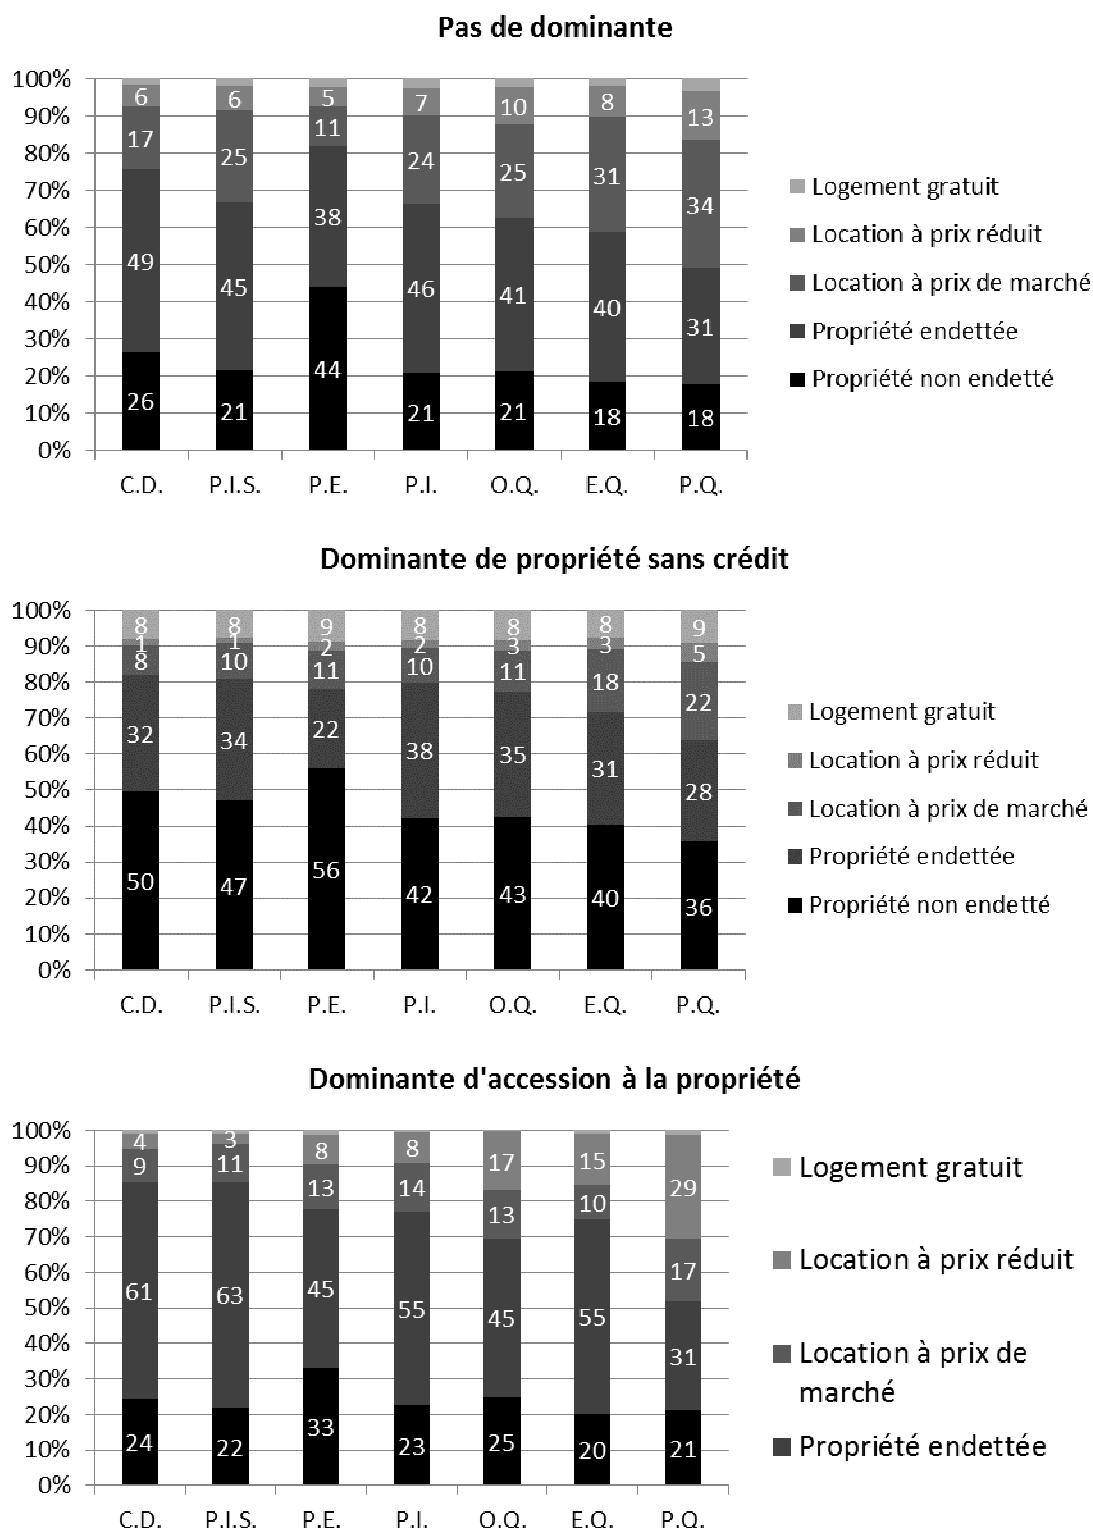 Pas de dominante
100%
90%
80%
70%
60%
50%
40%
30%
20%
10%
0%
6 6 5 7 10 8 13
17 25 11 24 25 31 34
49 45 38 46 41 40 31
26 21 44 21 21 18 18
C.D. P.I.S. P.E. P.I. O.Q. E.Q. P.Q.
Logement gratuit
Location à prix réduit
Location à prix de marché
Propriété endettée
Propriété non endetté
Dominante de propriété sans crédit
100%
90%
80%
70%
60%
50%
40%
30%
20%
10%
0%
8 8 9 8 8 8 9
1 1 2 2 3 3 5
8 10 11 10 11 18 22
32 34 22 38 35 31 28
50 47 56 42 43 40 36
C.D. P.I.S. P.E. P.I. O.Q. E.Q. P.Q.
Logement gratuit
Location à prix réduit
Location à prix de marché
Propriété endettée
Propriété non endetté
Dominante d'accession à la propriété
100%
90%
80%
70%
60%
50%
40%
30%
20%
10%
0%
4 3 8 8 17 15 29
9 11 13 14 13 10 17
61 63 45 55 45 55 31
24 22 33 23 25 20 21
C.D. P.I.S. P.E. P.I. O.Q. E.Q. P.Q.
Logement gratuit
Location à prix réduit
Location à prix de
marché
Propriété endettée